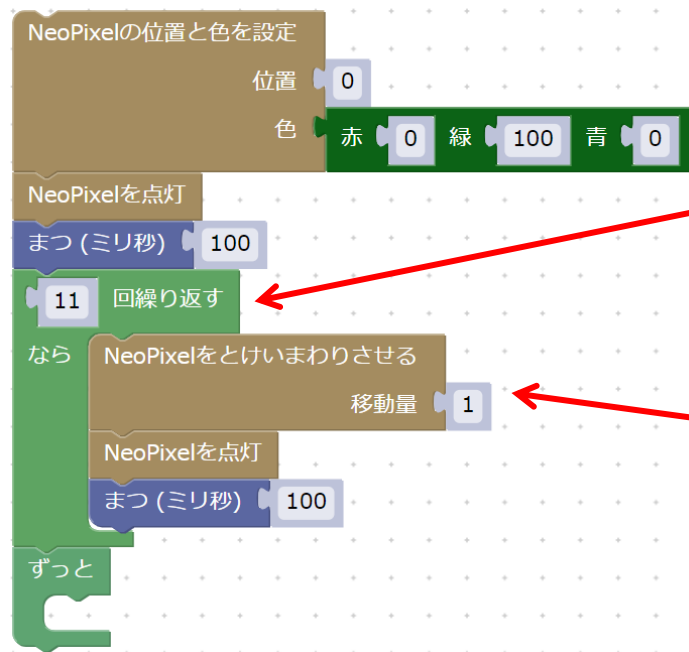 NeoPixelの位置と色を設定
位置 0
色 赤 0 緑 100 青 0
NeoPixelを点灯
まつ (ミリ秒) 100
11 回繰り返す
なら NeoPixelをとけいまわりさせる
移動量 1
NeoPixelを点灯
まつ (ミリ秒) 100
ずっと